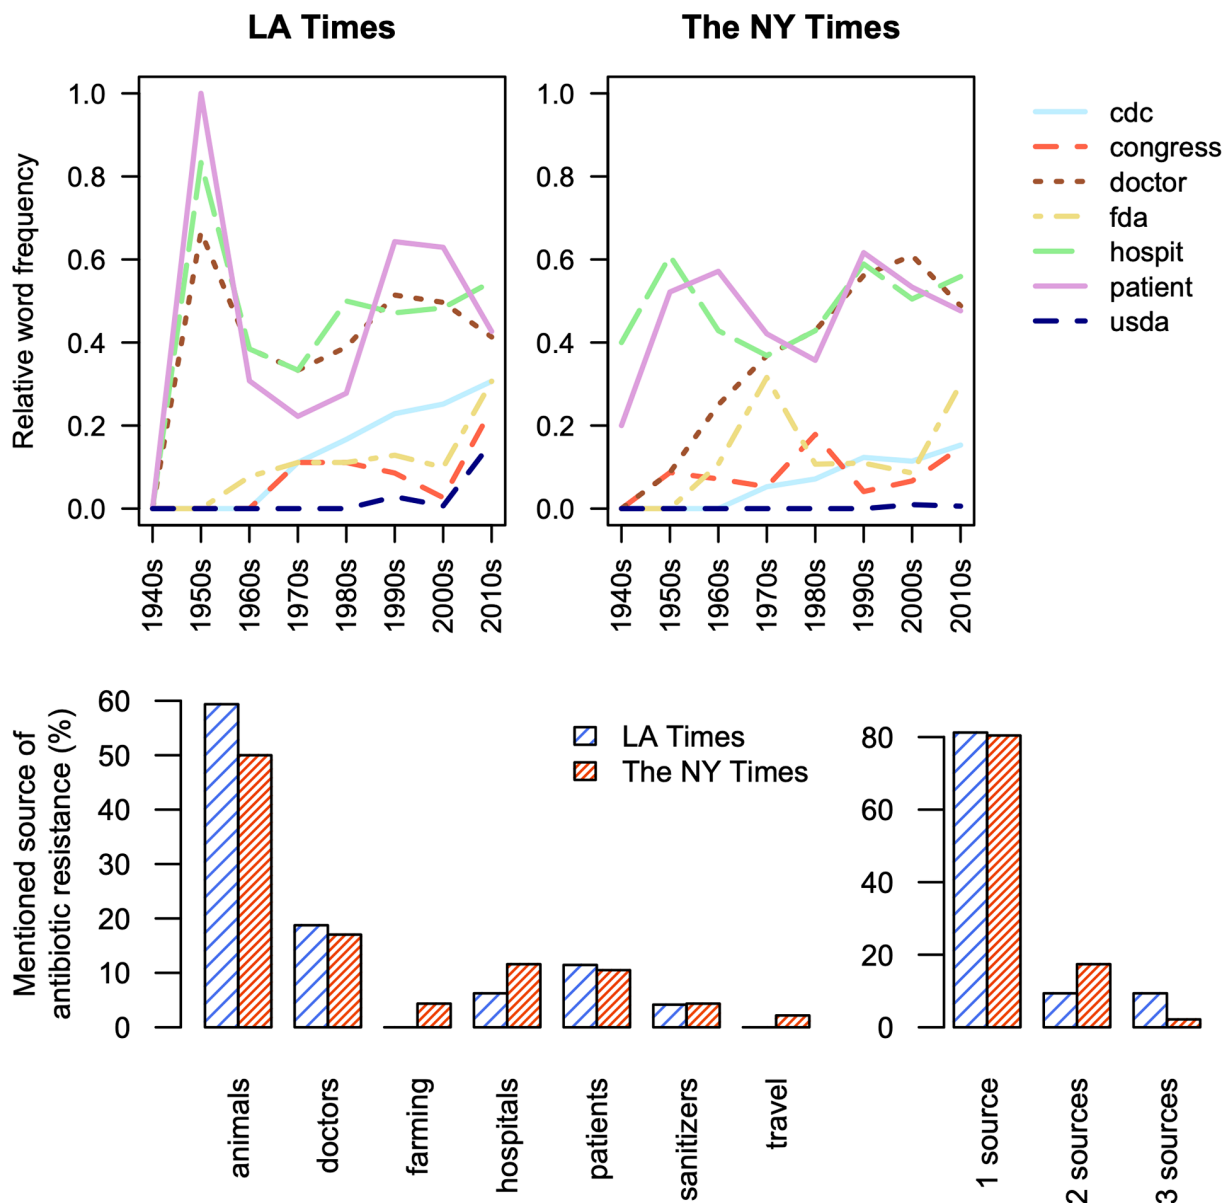 LA Times
The NY Times
Relative word frequency
1.0
0.8
0.6
0.4
0.2
0.0
1940s
1950s
1960s
1970s
1980s
1990s
2000s
2010s
1.0
0.8
0.6
0.4
0.2
0.0
1940s
1950s
1960s
1970s
1980s
1990s
2000s
2010s
cdc
congress
doctor
fda
hospit
patient
usda
Mentioned source of
antibiotic resistance (%)
60
50
40
30
20
10
0
animals
doctors
farming
hospitals
patients
sanitizers
travel
LA Times
The NY Times
80
60
40
20
0
1 source
2 sources
3 sources